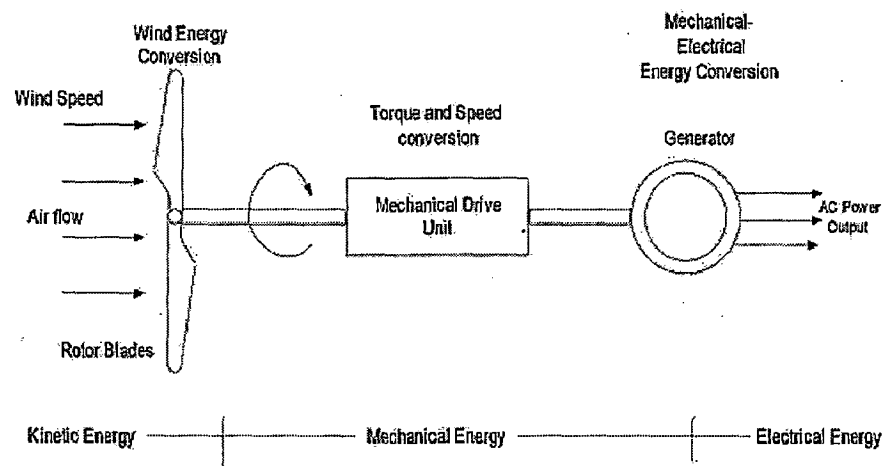 Wind Energy
Conversion
Mechanical-
Electrical
Energy Conversion
Wind Speed
Torque and Speed
conversion
Generator
Air flow
Mechanical Drive
Unit
AC Power
Output
Rotor Blades
Kinetic Energy
Mechanical Energy
Electrical Energy